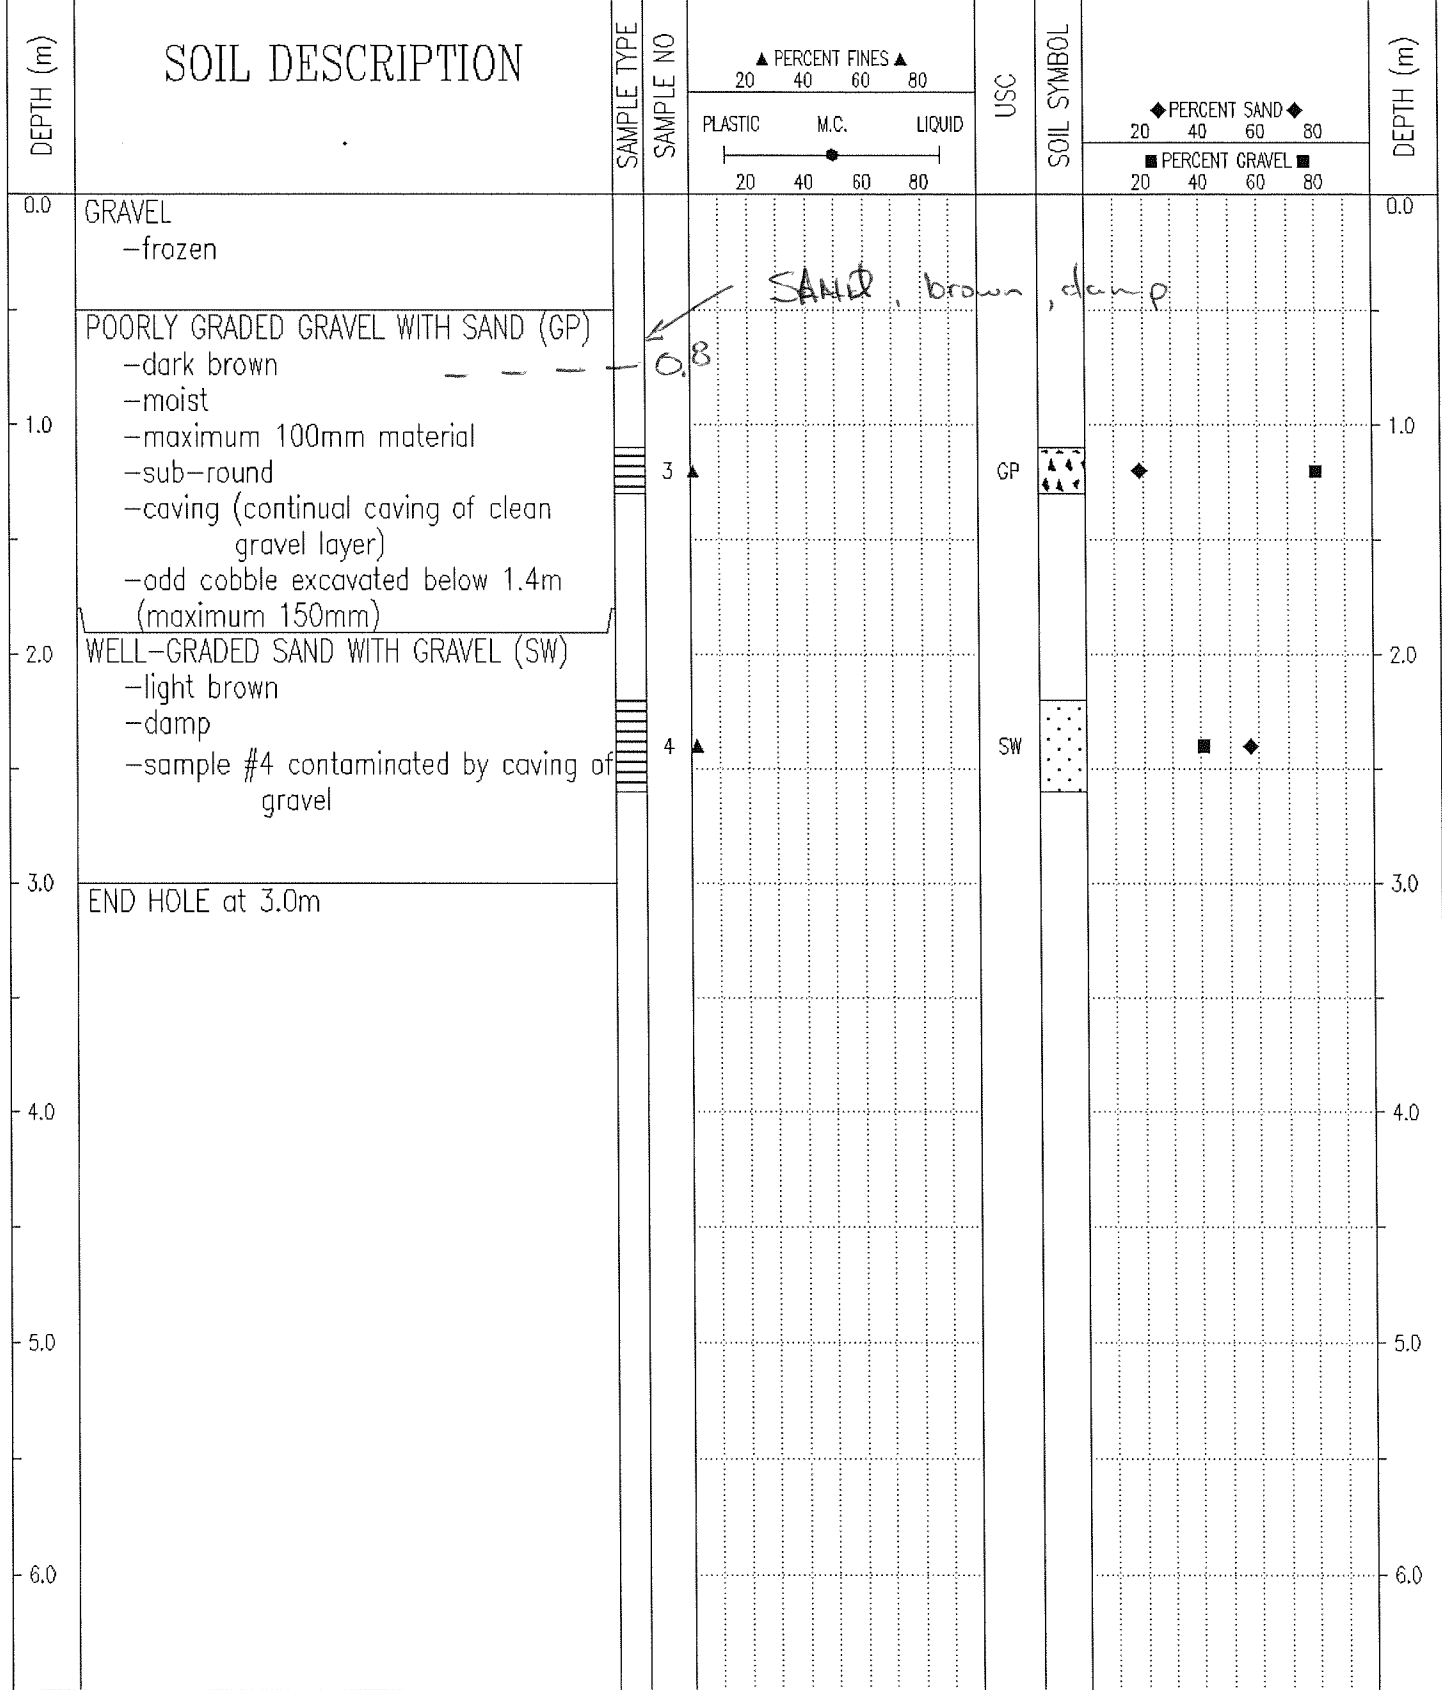 DEPTH (m)
SOIL DESCRIPTION
SAMPLE TYPE
SAMPLE NO
▲ PERCENT FINES ▲
20 40 60 80
PLASTIC M.C. LIQUID
20 40 60 80
USC
SOIL SYMBOL
◆ PERCENT SAND ◆
20 40 60 80
■ PERCENT GRAVEL ■
20 40 60 80
DEPTH (m)
0.0 GRAVEL 0.0
-frozen
SAND, brown, damp
POORLY GRADED GRAVEL WITH SAND (GP)
-dark brown 0.8
-moist
1.0 -maximum 100mm material 1.0
-sub-round 3 GP
-caving (continual caving of clean
gravel layer)
-odd cobble excavated below 1.4m
(maximum 150mm)
2.0 WELL-GRADED SAND WITH GRAVEL (SW) 2.0
-light brown
-damp
4 SW
-sample #4 contaminated by caving of
gravel
3.0 3.0
END HOLE at 3.0m
4.0 4.0
5.0 5.0
6.0 6.0